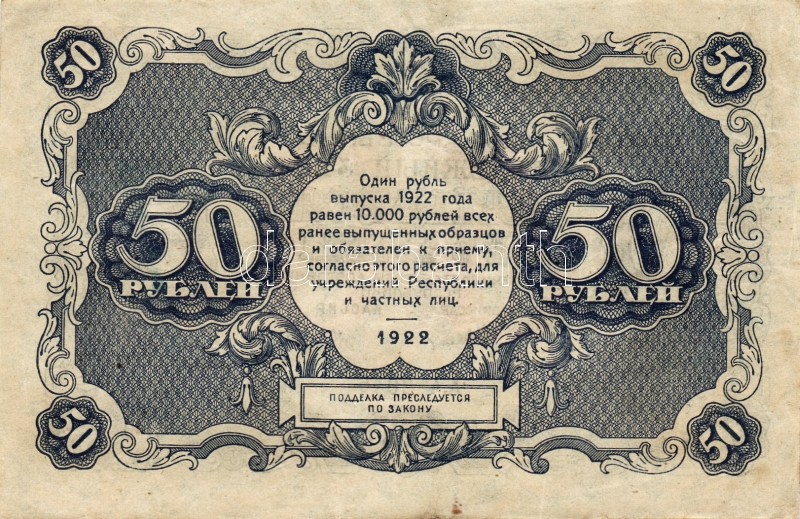 50
50
Один рубль
выпуска 1922 года
равен 10.000 рублей всех
ранее выпущенных образцов
и обязателен к приему,
согласно этого расчета, для
учреждений Республики
и частных лиц.
1922
50
РУБЛЕЙ
50
РУБЛЕЙ
ПОДДЕЛКА ПРЕСЛЕДУЕТСЯ
ПО ЗАКОНУ
50
50